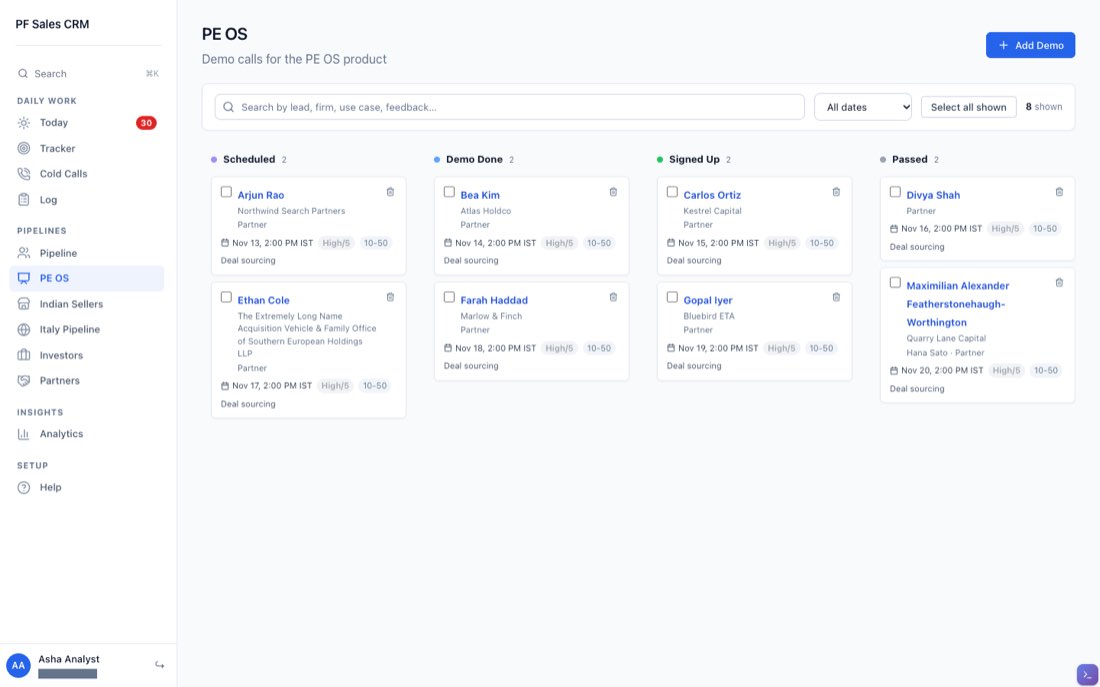 PF Sales CRM
Search ⌘K
DAILY WORK
Today 30
Tracker
Cold Calls
Log
PIPELINES
Pipeline
PE OS
Indian Sellers
Italy Pipeline
Investors
Partners
INSIGHTS
Analytics
SETUP
Help
AA
Asha Analyst
PE OS
Demo calls for the PE OS product
+ Add Demo
Search by lead, firm, use case, feedback...
All dates
Select all shown
8 shown
Scheduled 2
Arjun Rao
Northwind Search Partners
Partner
Nov 13, 2:00 PM IST High/5 10-50
Deal sourcing
Ethan Cole
The Extremely Long Name
Acquisition Vehicle & Family Office
of Southern European Holdings
LLP
Partner
Nov 17, 2:00 PM IST High/5 10-50
Deal sourcing
Demo Done 2
Bea Kim
Atlas Holdco
Partner
Nov 14, 2:00 PM IST High/5 10-50
Deal sourcing
Farah Haddad
Marlow & Finch
Partner
Nov 18, 2:00 PM IST High/5 10-50
Deal sourcing
Signed Up 2
Carlos Ortiz
Kestrel Capital
Partner
Nov 15, 2:00 PM IST High/5 10-50
Deal sourcing
Gopal Iyer
Bluebird ETA
Partner
Nov 19, 2:00 PM IST High/5 10-50
Deal sourcing
Passed 2
Divya Shah
Partner
Nov 16, 2:00 PM IST High/5 10-50
Deal sourcing
Maximilian Alexander
Featherstonehaugh-
Worthington
Quarry Lane Capital
Hana Sato · Partner
Nov 20, 2:00 PM IST High/5 10-50
Deal sourcing